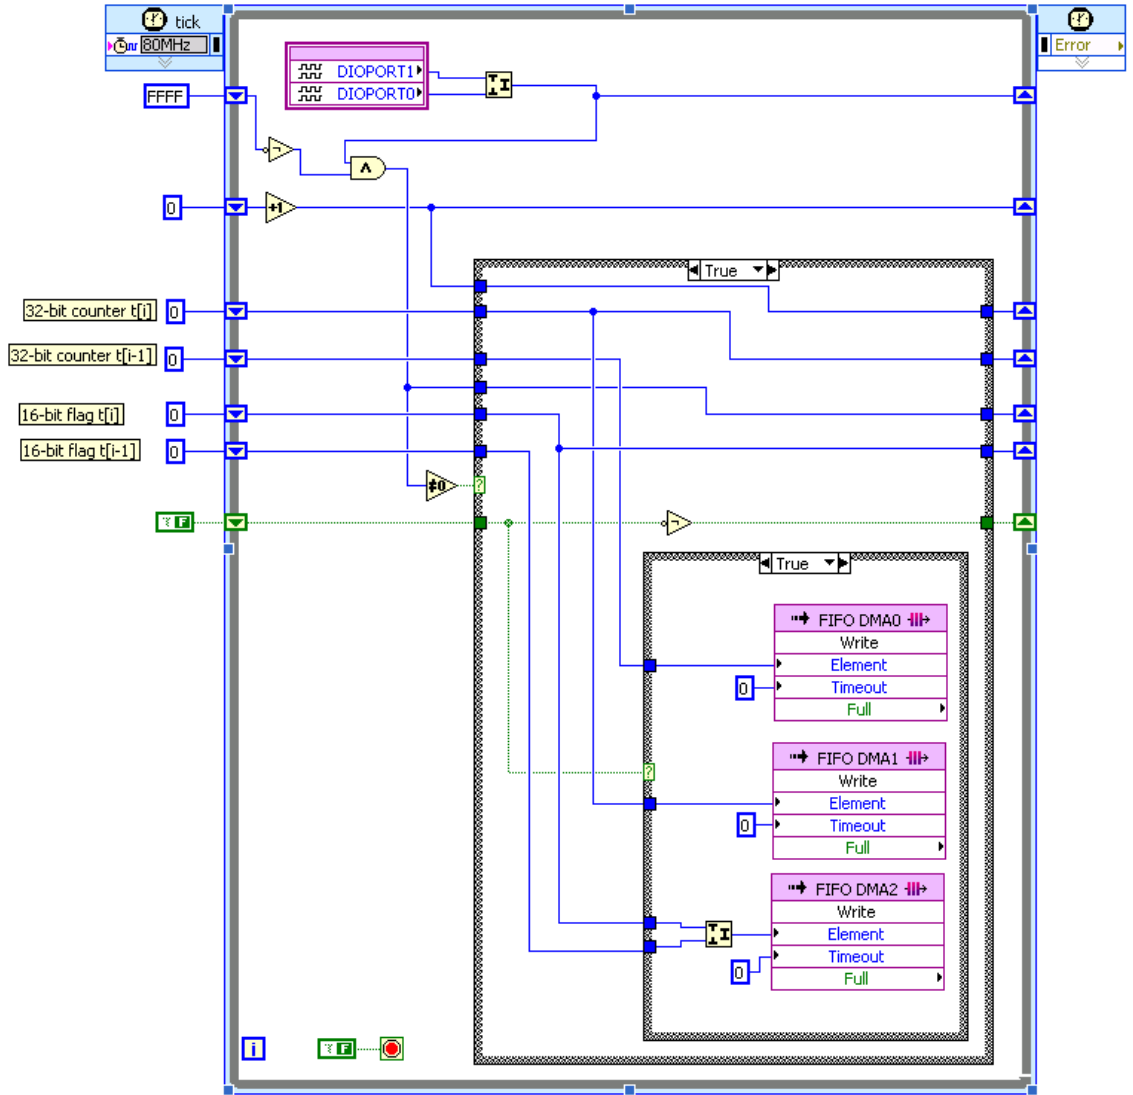 tick
80MHz
Error
DIOPORT1
DIOPORT0
FFFF
¬
∧
0
+1
True
32-bit counter t[i]
0
32-bit counter t[i-1]
0
16-bit flag t[i]
0
16-bit flag t[i-1]
0
≠0
?
F
¬
True
FIFO DMA0
Write
Element
0
Timeout
Full
FIFO DMA1
?
Write
Element
0
Timeout
Full
FIFO DMA2
Write
Element
0
Timeout
Full
i
F